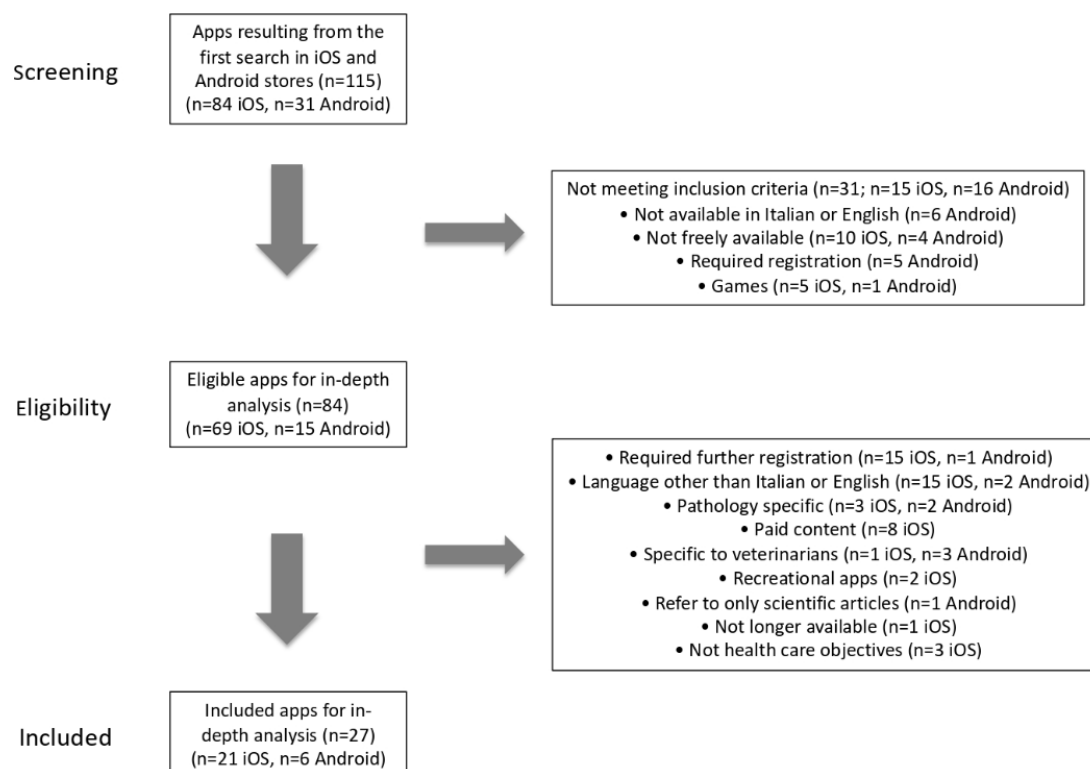 Screening
Apps resulting from the
first search in iOS and
Android stores (n=115)
(n=84 iOS, n=31 Android)
Not meeting inclusion criteria (n=31; n=15 iOS, n=16 Android)
• Not available in Italian or English (n=6 Android)
• Not freely available (n=10 iOS, n=4 Android)
• Required registration (n=5 Android)
• Games (n=5 iOS, n=1 Android)
Eligibility
Eligible apps for in-depth
analysis (n=84)
(n=69 iOS, n=15 Android)
• Required further registration (n=15 iOS, n=1 Android)
• Language other than Italian or English (n=15 iOS, n=2 Android)
• Pathology specific (n=3 iOS, n=2 Android)
• Paid content (n=8 iOS)
• Specific to veterinarians (n=1 iOS, n=3 Android)
• Recreational apps (n=2 iOS)
• Refer to only scientific articles (n=1 Android)
• Not longer available (n=1 iOS)
• Not health care objectives (n=3 iOS)
Included
Included apps for in-
depth analysis (n=27)
(n=21 iOS, n=6 Android)